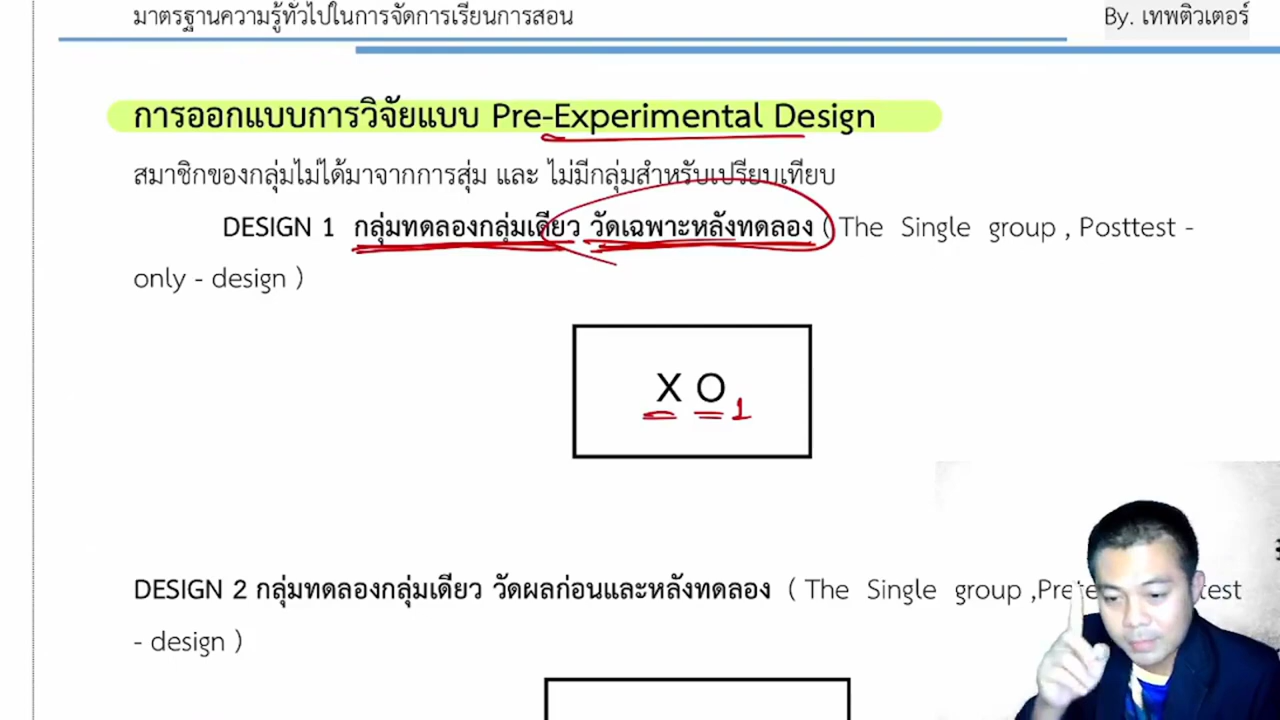 มาตรฐานความรู้ทั่วไปในการจัดการเรียนการสอน
By. เทพติวเตอร์
การออกแบบการวิจัยแบบ Pre-Experimental Design
สมาชิกของกลุ่มไม่ได้มาจากการสุ่ม และ ไม่มีกลุ่มสำหรับเปรียบเทียบ
DESIGN 1 กลุ่มทดลองกลุ่มเดียว วัดเฉพาะหลังทดลอง ( The Single group , Posttest -
only - design )
X O 1
DESIGN 2 กลุ่มทดลองกลุ่มเดียว วัดผลก่อนและหลังทดลอง ( The Single group ,
- design )